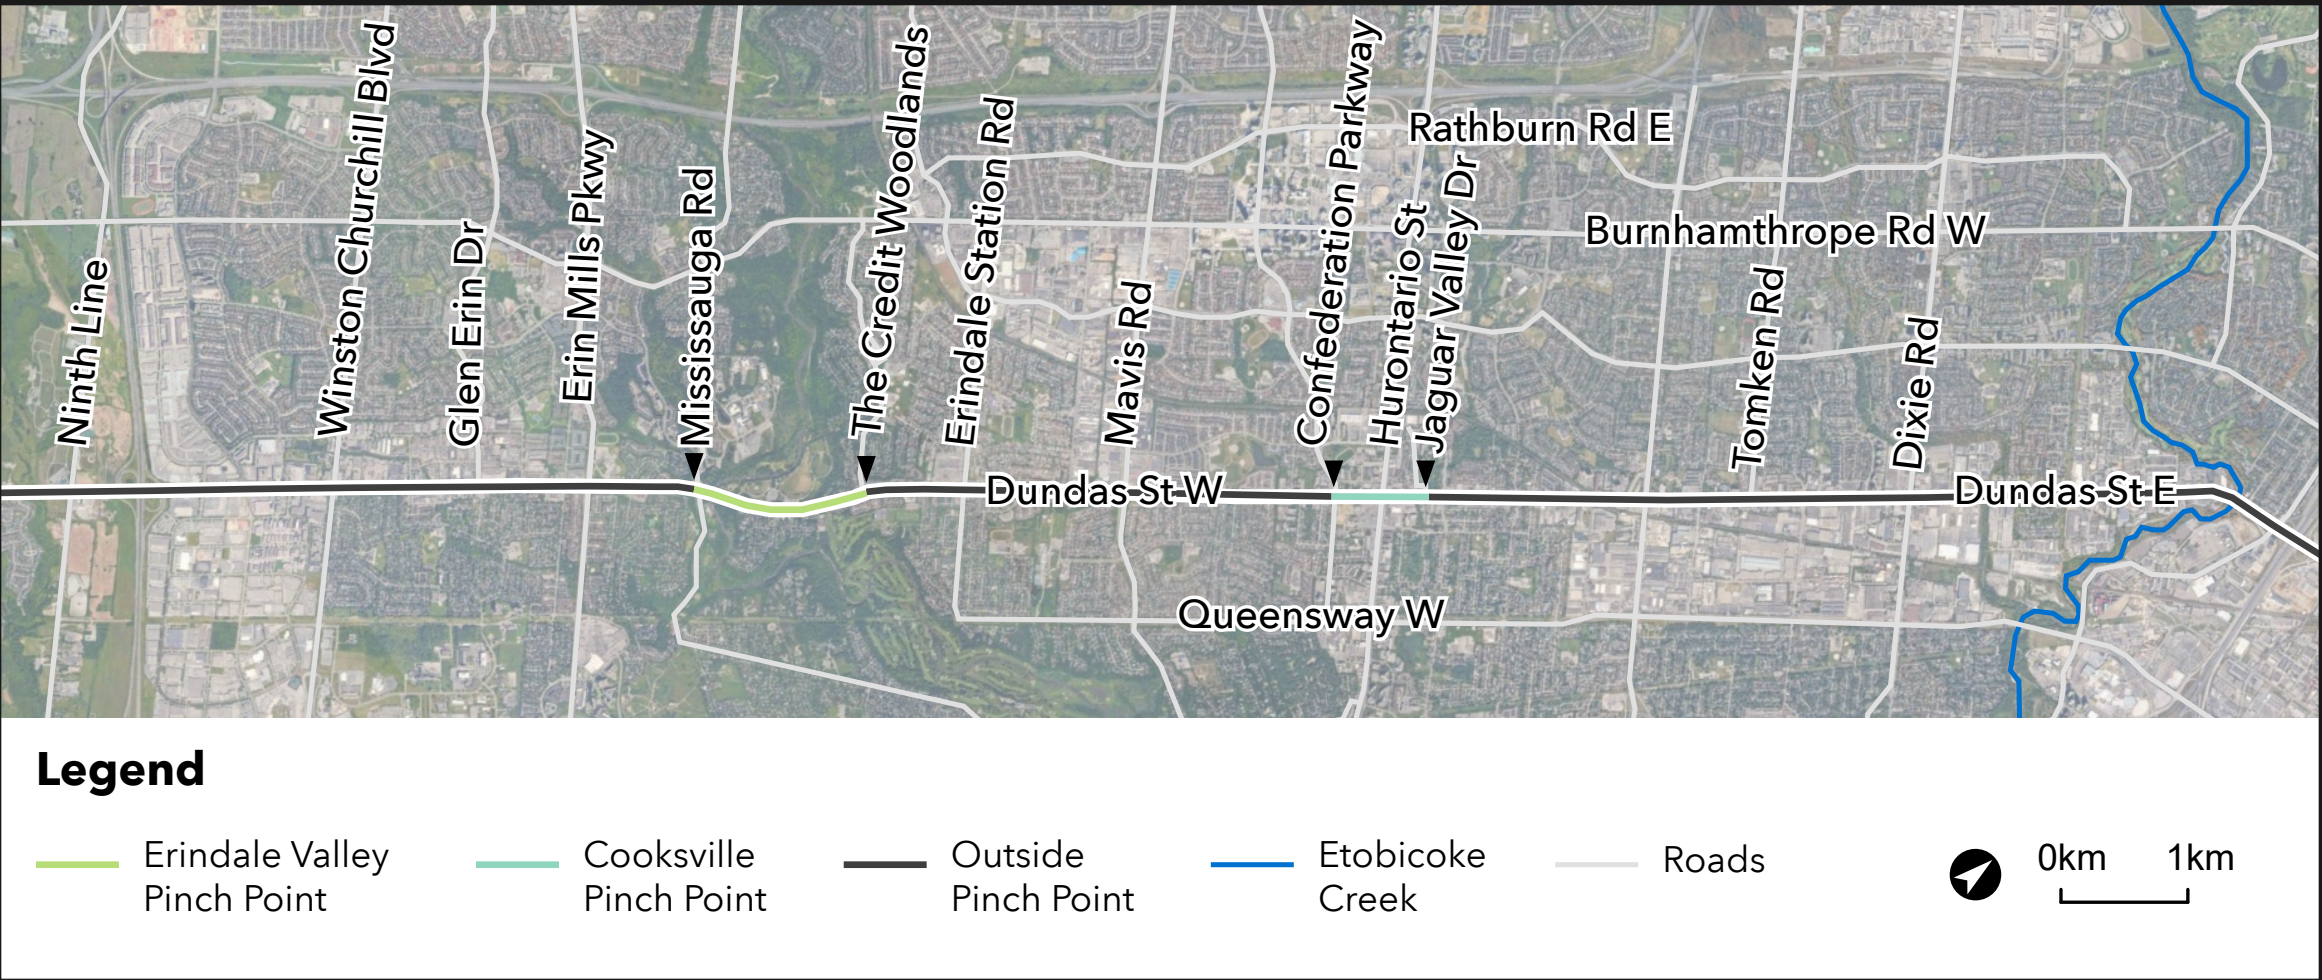 Ninth Line
Winston Churchill Blvd
Glen Erin Dr
Erin Mills Pkwy
Mississauga Rd
The Credit Woodlands
Erindale Station Rd
Mavis Rd
Confederation Parkway
Hurontario St
Jaguar Valley Dr
Tomken Rd
Dixie Rd
Rathburn Rd E
Burnhamthrope Rd W
Dundas St W
Dundas St E
Queensway W
Legend
Erindale Valley
Pinch Point
Cooksville
Pinch Point
Outside
Pinch Point
Etobicoke
Creek
Roads
0km 1km